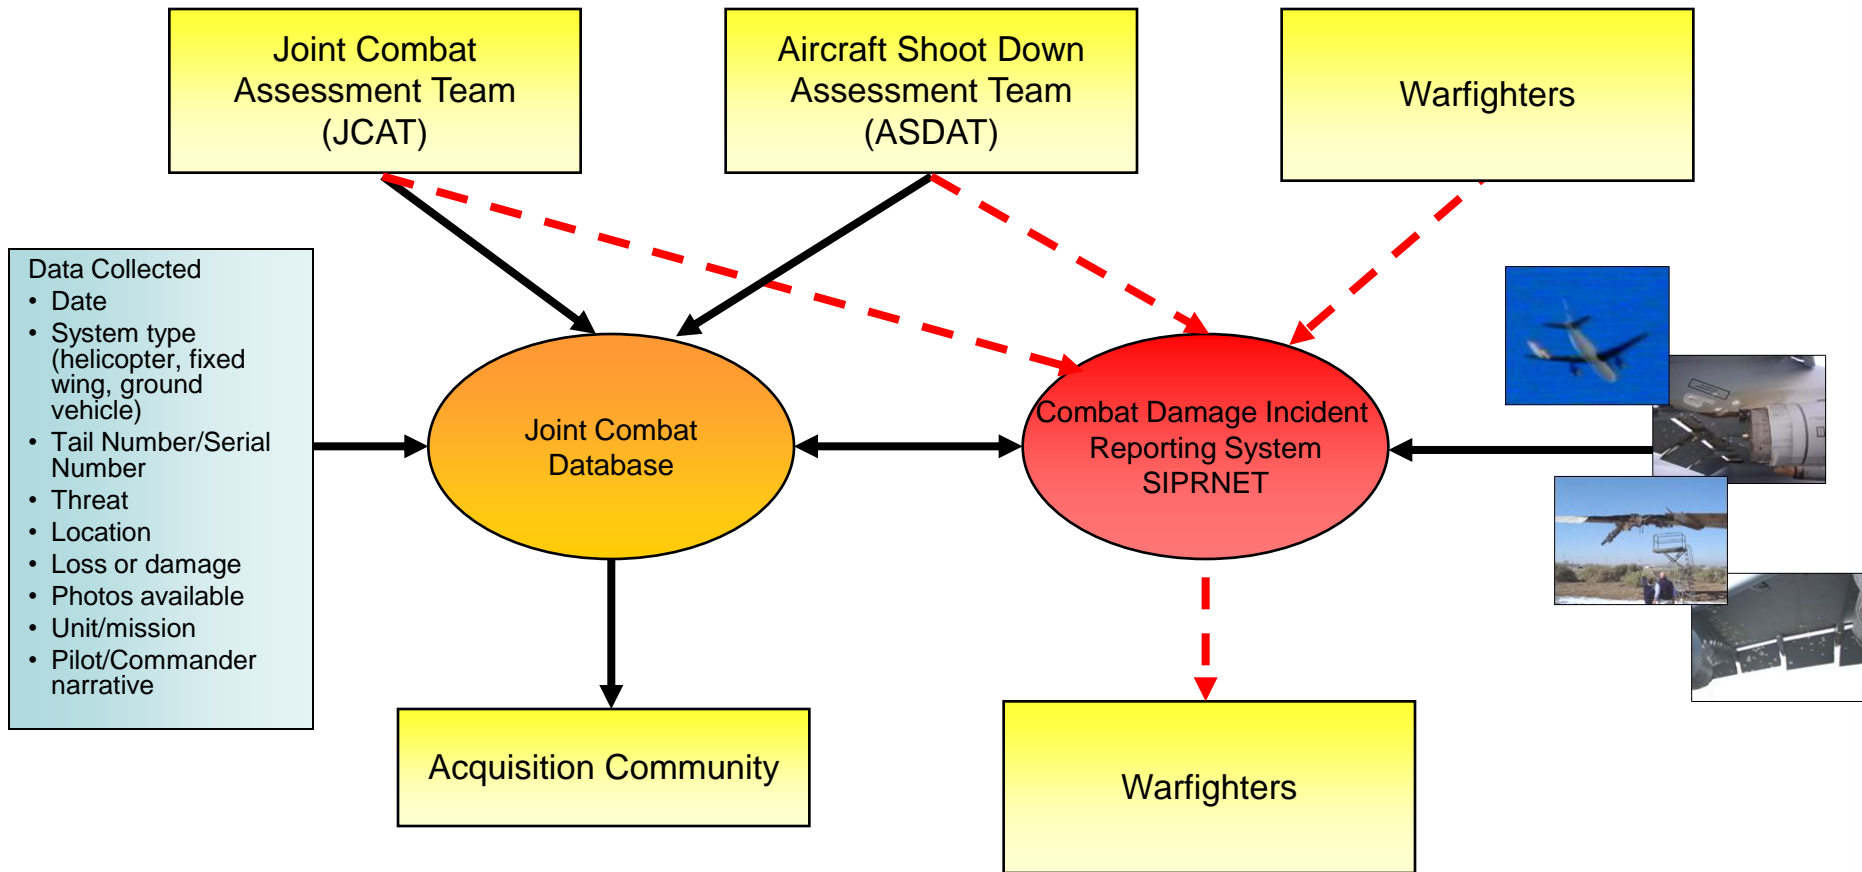 Joint Combat
Assessment Team
(JCAT)
Aircraft Shoot Down
Assessment Team
(ASDAT)
Warfighters
Data Collected
• Date
• System type
(helicopter, fixed
wing, ground
vehicle)
• Tail Number/Serial
Number
• Threat
• Location
• Loss or damage
• Photos available
• Unit/mission
• Pilot/Commander
narrative
Joint Combat
Database
Combat Damage Incident
Reporting System
SIPRNET
Acquisition Community
Warfighters